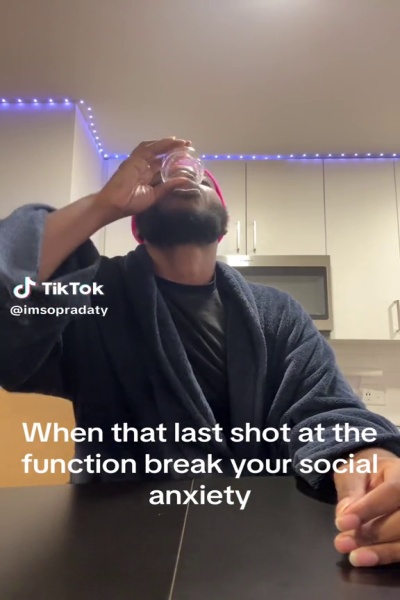 TikTok
@imsopradaty
When that last shot at the
function break your social
anxiety